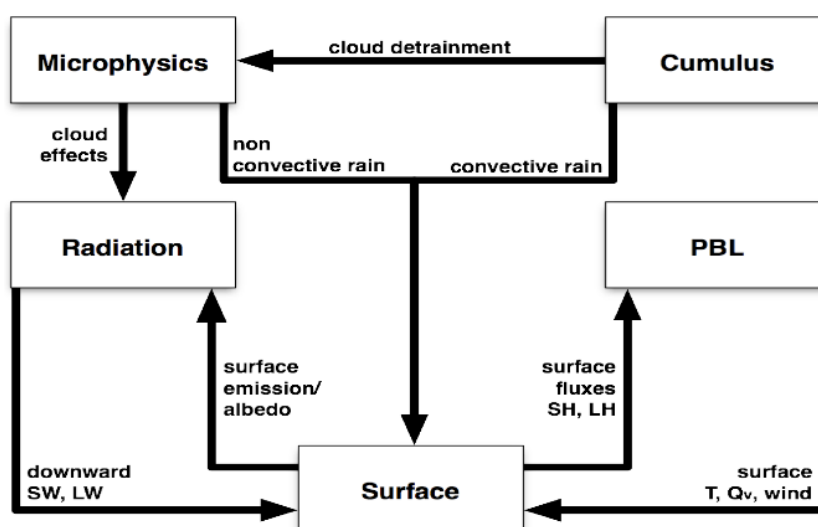 Microphysics
cloud detrainment
Cumulus
cloud
effects
non
convective rain
convective rain
Radiation
PBL
surface
emission/
albedo
surface
fluxes
SH, LH
downward
SW, LW
Surface
surface
T, Qv, wind